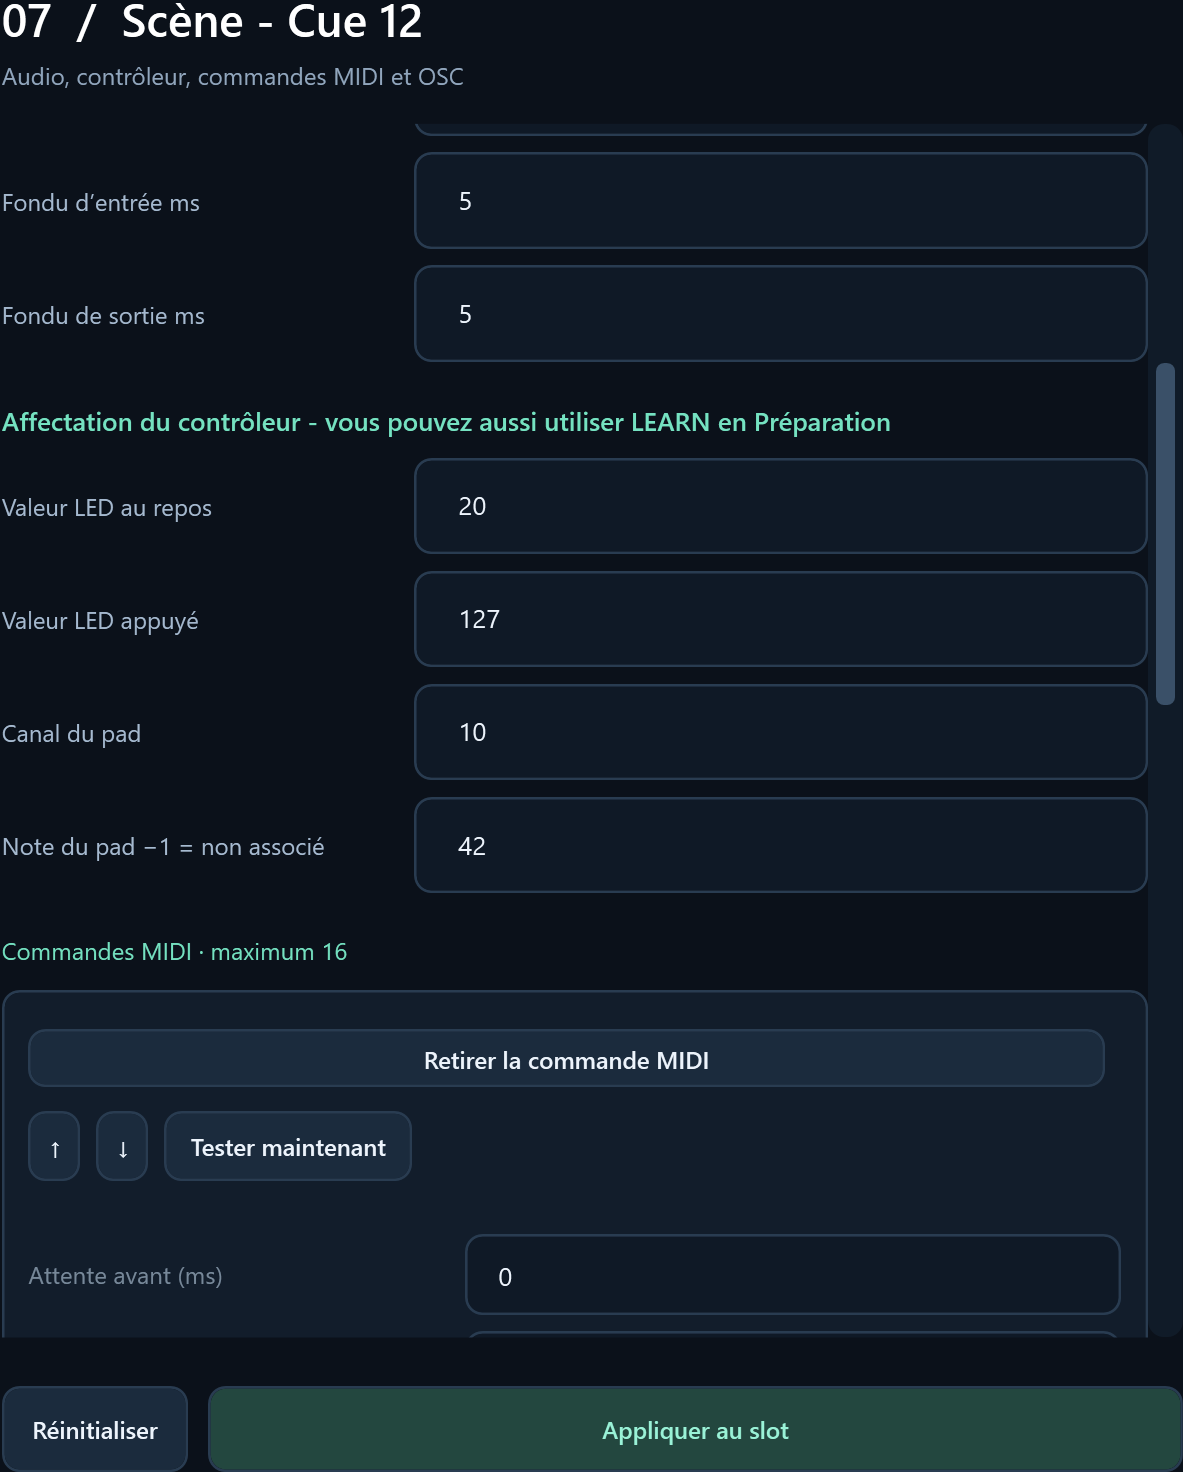 07 / Scène - Cue 12
Audio, contrôleur, commandes MIDI et OSC
Fondu d’entrée ms 5
Fondu de sortie ms 5
Affectation du contrôleur - vous pouvez aussi utiliser LEARN en Préparation
Valeur LED au repos 20
Valeur LED appuyé 127
Canal du pad 10
Note du pad −1 = non associé 42
Commandes MIDI · maximum 16
Retirer la commande MIDI
↑ ↓ Tester maintenant
Attente avant (ms) 0
Réinitialiser Appliquer au slot